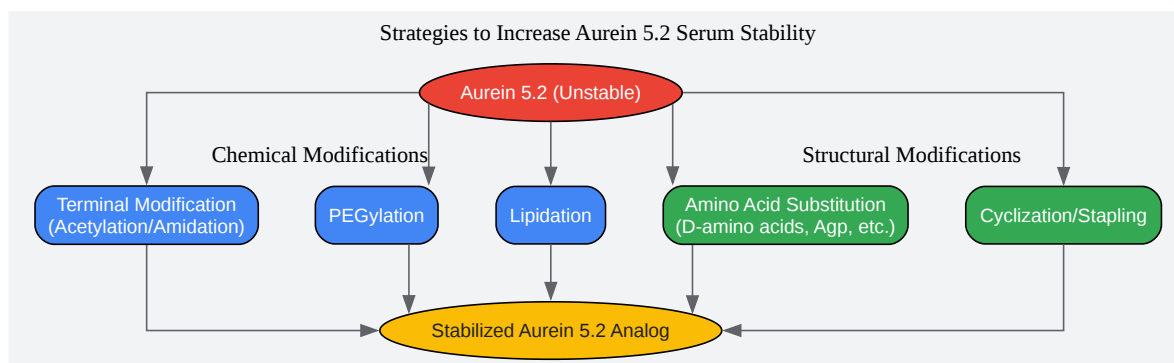 Strategies to Increase Aurein 5.2 Serum Stability
Aurein 5.2 (Unstable)
Chemical Modifications
Structural Modifications
Terminal Modification
(Acetylation/Amidation)
PEGylation
Lipidation
Amino Acid Substitution
(D-amino acids, Agp, etc.)
Cyclization/Stapling
Stabilized Aurein 5.2 Analog